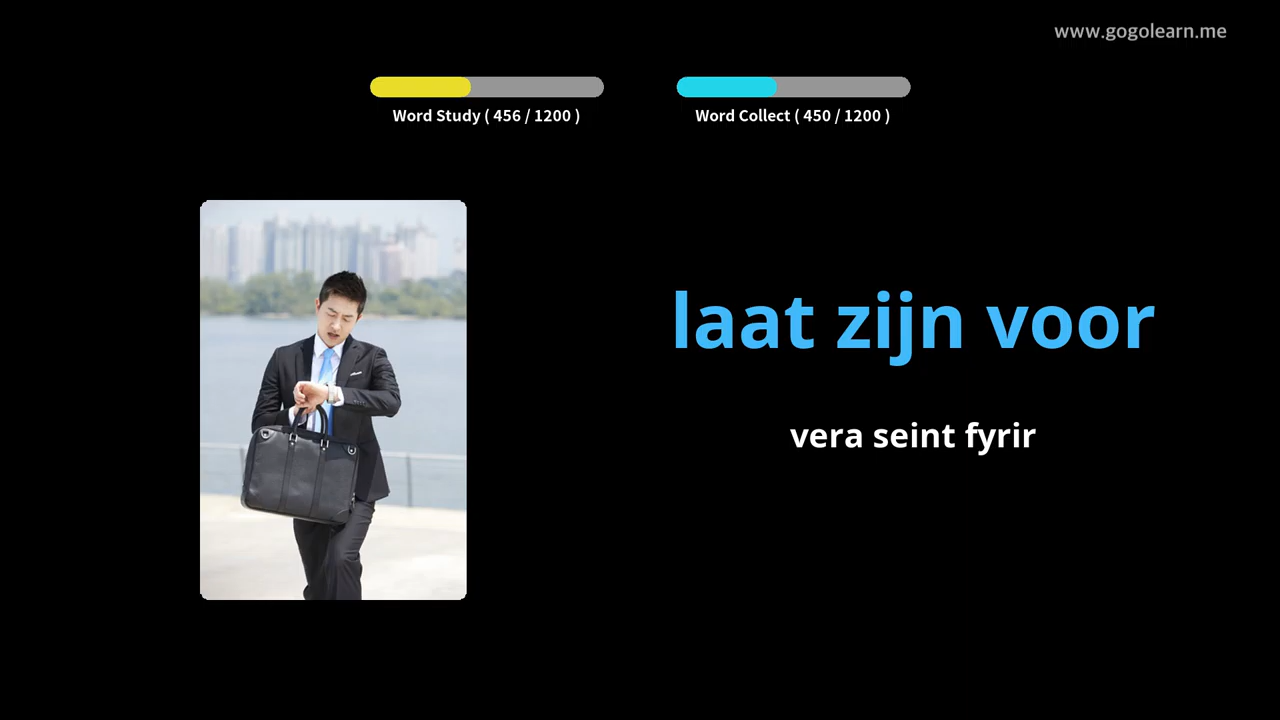 www.gogolearn.me
Word Study ( 456 / 1200 )
Word Collect ( 450 / 1200 )
laat zijn voor
vera seint fyrir